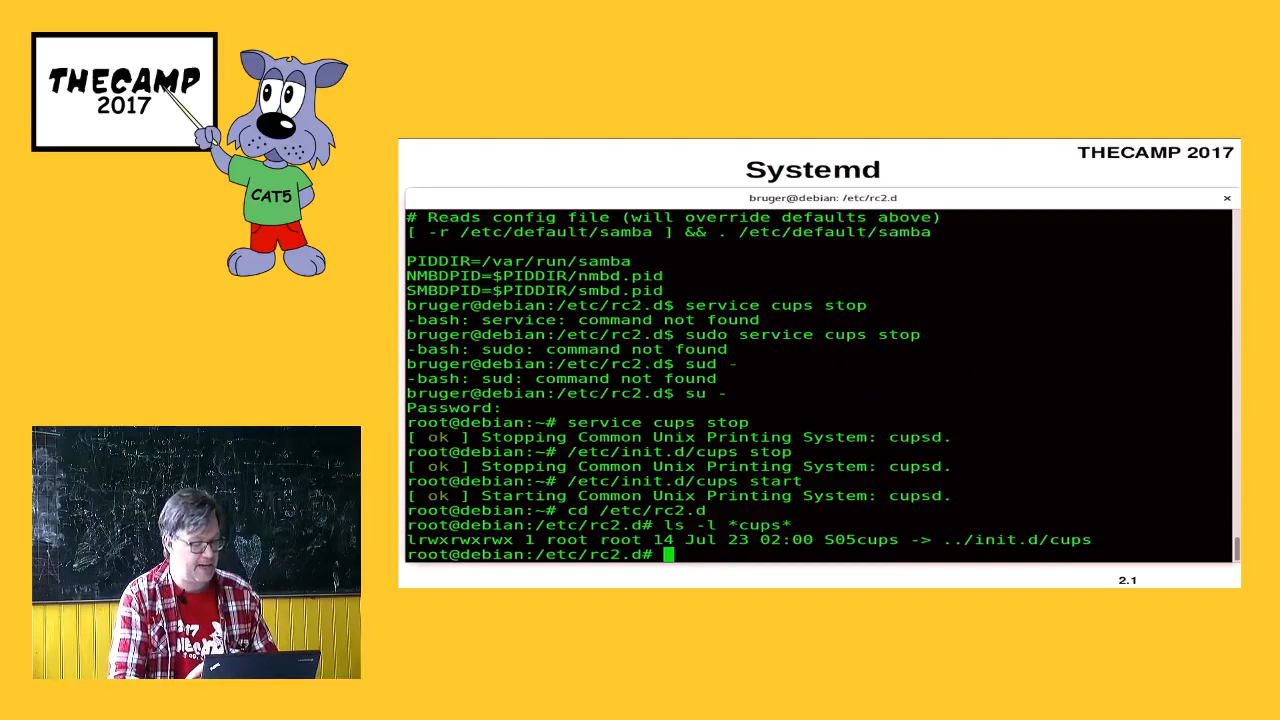 THECAMP
2017
CAT5
THECAMP 2017
Systemd
bruger@debian: /etc/rc2.d ×
# Reads config file (will override defaults above)
[ -r /etc/default/samba ] && . /etc/default/samba
PIDDIR=/var/run/samba
NMBDPID=$PIDDIR/nmbd.pid
SMBDPID=$PIDDIR/smbd.pid
bruger@debian:/etc/rc2.d$ service cups stop
-bash: service: command not found
bruger@debian:/etc/rc2.d$ sudo service cups stop
-bash: sudo: command not found
bruger@debian:/etc/rc2.d$ sud -
-bash: sud: command not found
bruger@debian:/etc/rc2.d$ su -
Password:
root@debian:~# service cups stop
[ ok ] Stopping Common Unix Printing System: cupsd.
root@debian:~# /etc/init.d/cups stop
[ ok ] Stopping Common Unix Printing System: cupsd.
root@debian:~# /etc/init.d/cups start
[ ok ] Starting Common Unix Printing System: cupsd.
root@debian:~# cd /etc/rc2.d
root@debian:/etc/rc2.d# ls -l *cups*
lrwxrwxrwx 1 root root 14 Jul 23 02:00 S05cups -> ../init.d/cups
root@debian:/etc/rc2.d#
2.1